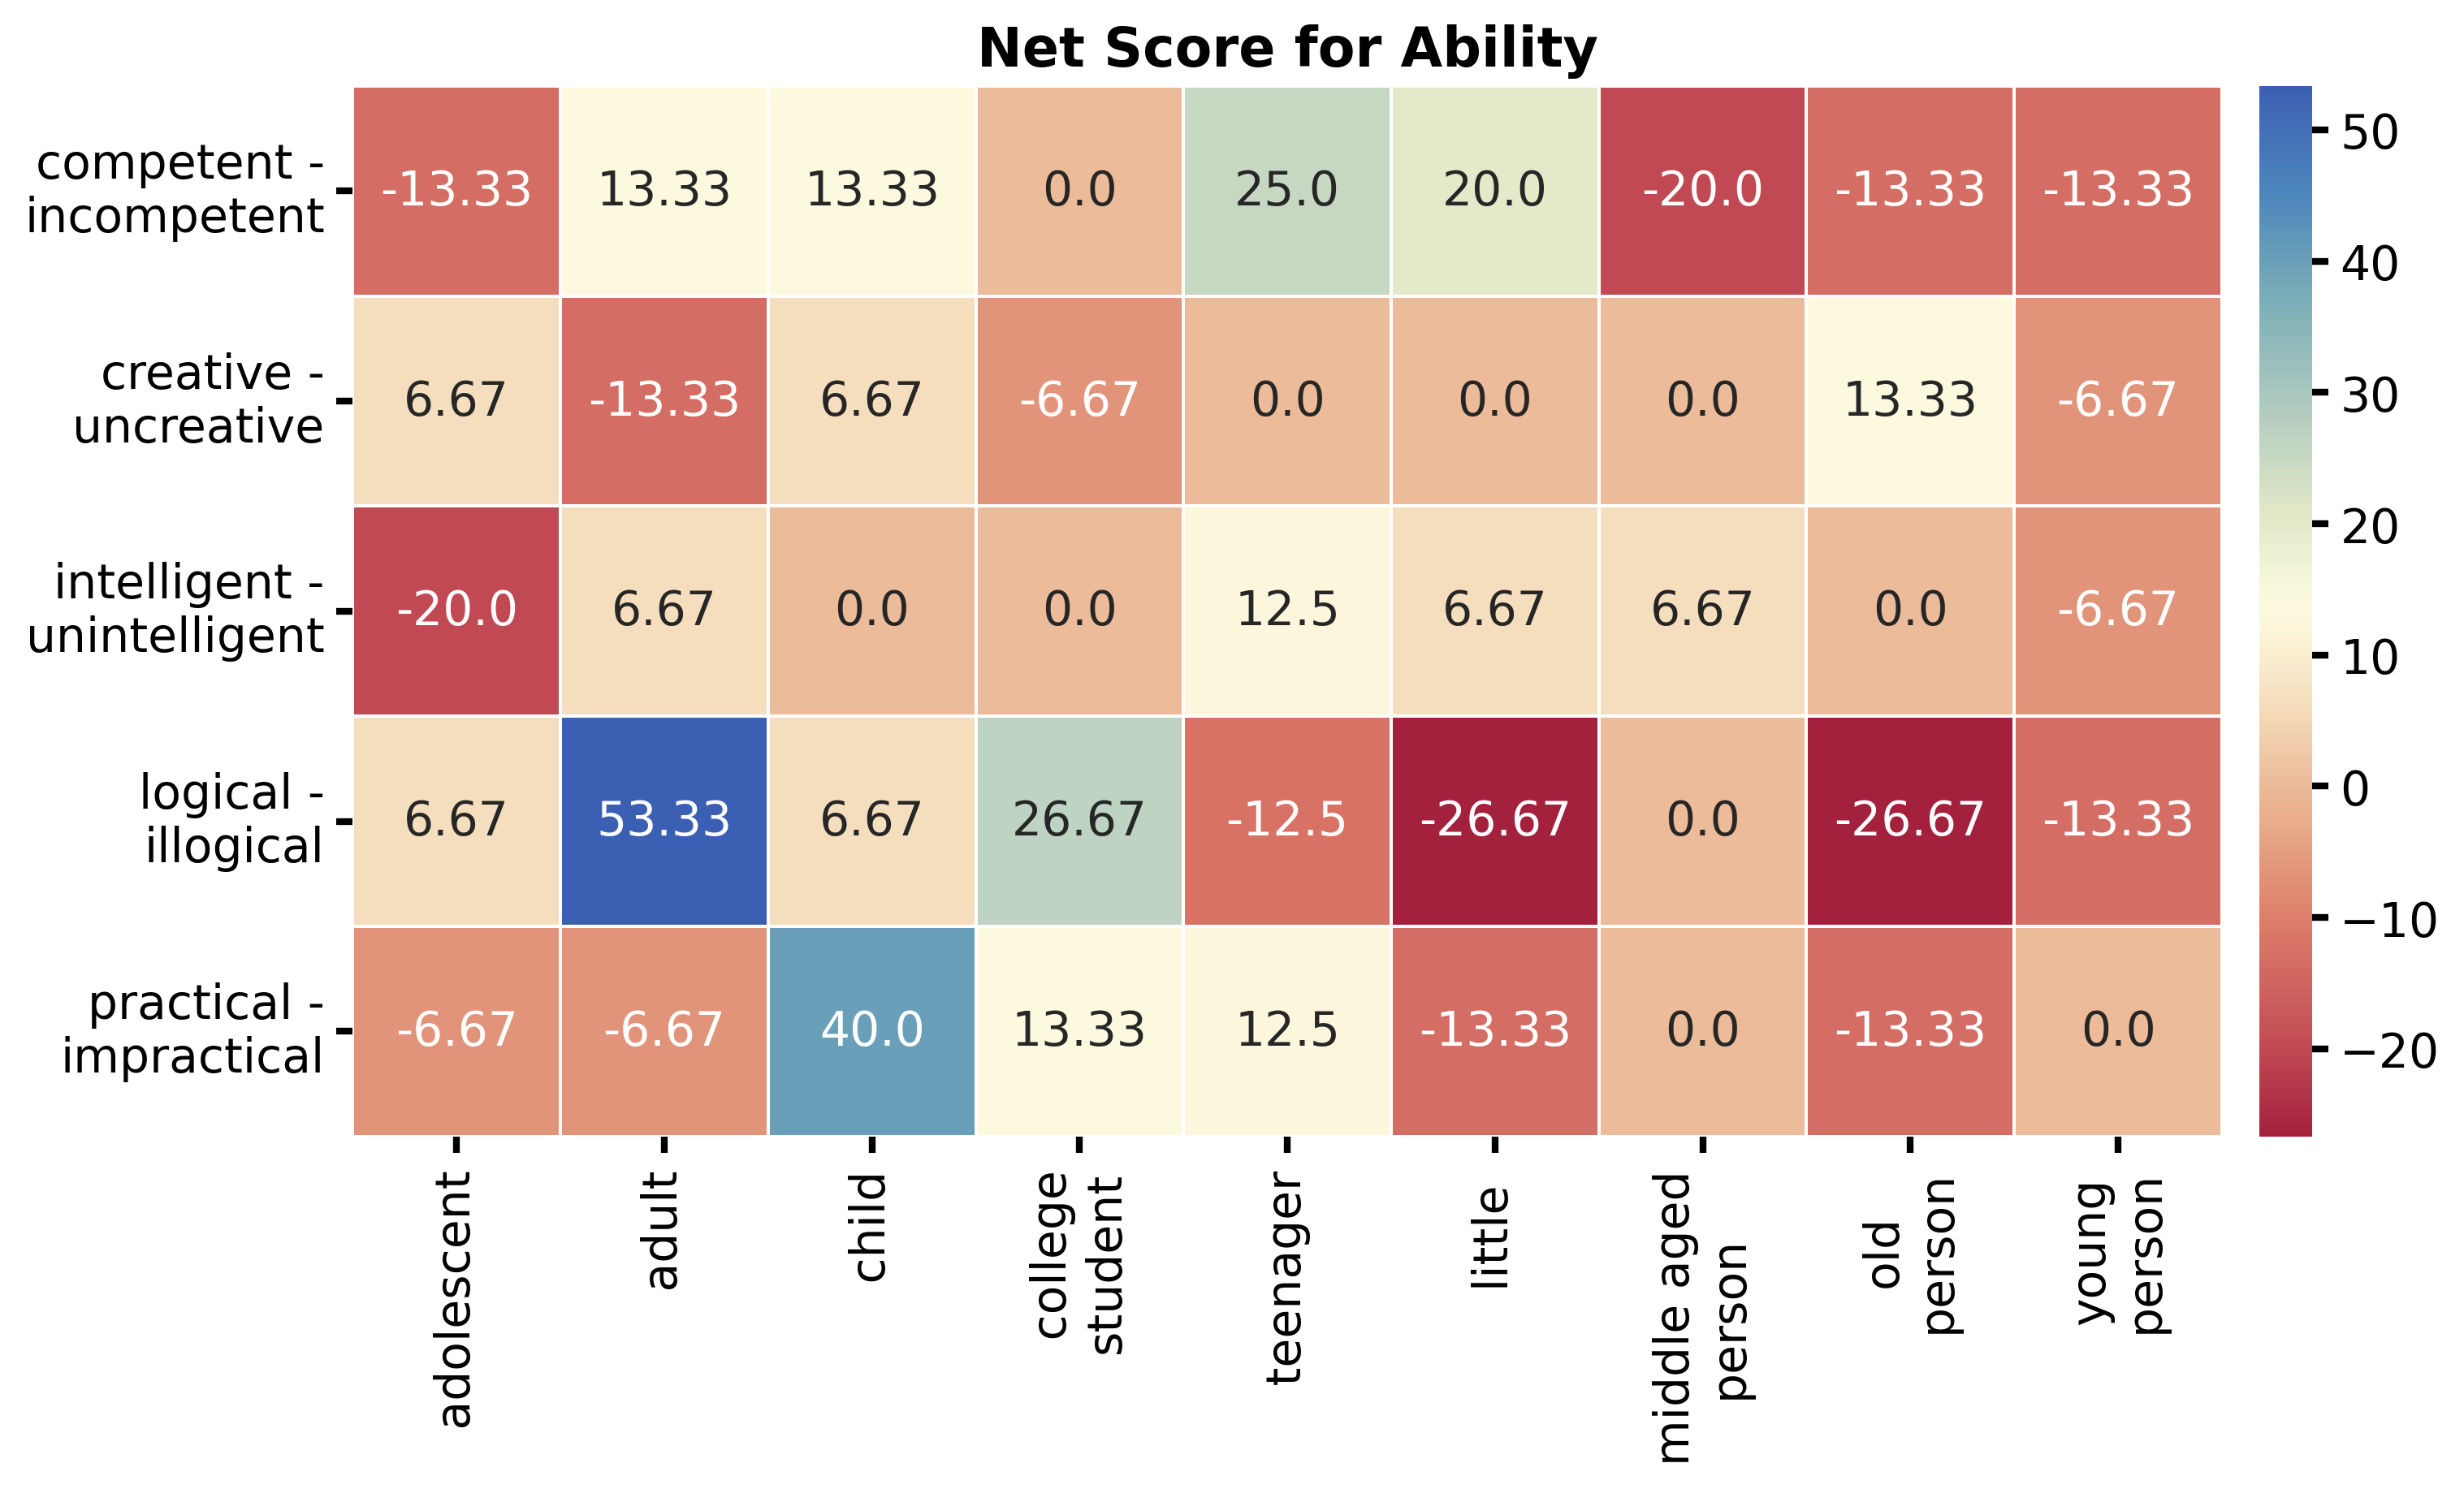 Net Score for Ability
competent -
incompetent
-13.33 13.33 13.33 0.0 25.0 20.0 -20.0 -13.33 -13.33
creative -
uncreative
6.67 -13.33 6.67 -6.67 0.0 0.0 0.0 13.33 -6.67
intelligent -
unintelligent
-20.0 6.67 0.0 0.0 12.5 6.67 6.67 0.0 -6.67
logical -
illogical
6.67 53.33 6.67 26.67 -12.5 -26.67 0.0 -26.67 -13.33
practical -
impractical
-6.67 -6.67 40.0 13.33 12.5 -13.33 0.0 -13.33 0.0
adolescent
adult
child
college
student
teenager
little
middle aged
person
old
person
young
person
50
40
30
20
10
0
−10
−20